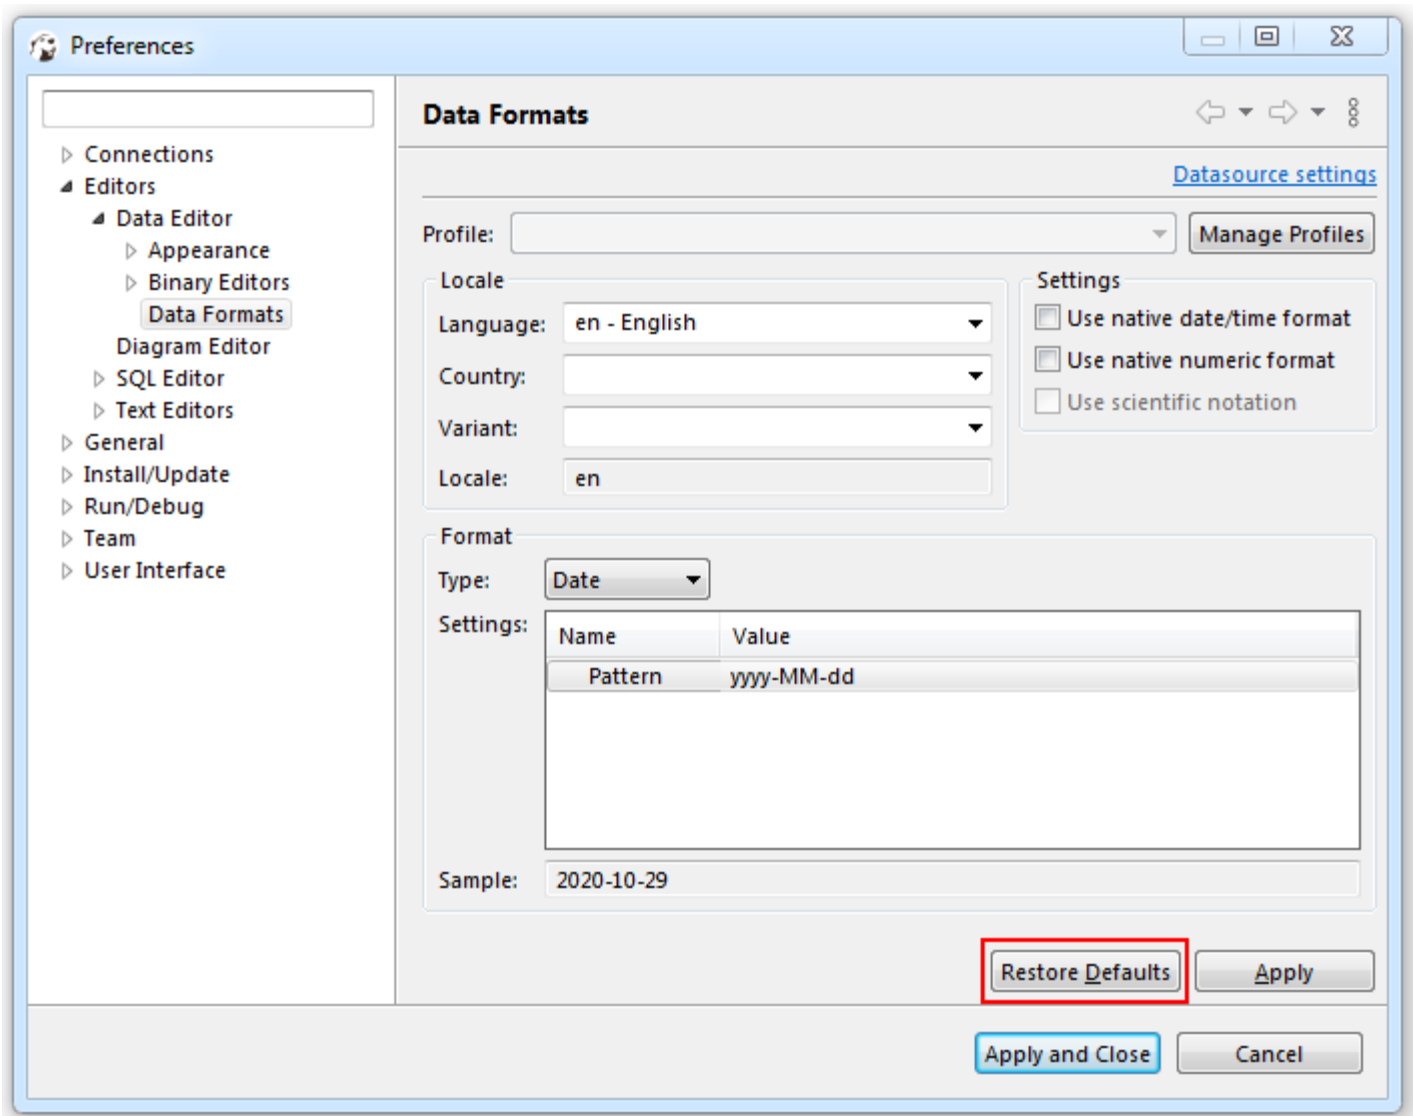 Preferences
Data Formats
Connections
Editors
Data Editor
Appearance
Binary Editors
Data Formats
Diagram Editor
SQL Editor
Text Editors
General
Install/Update
Run/Debug
Team
User Interface
Datasource settings
Profile: Manage Profiles
Locale
Language: en - English
Country:
Variant:
Locale: en
Settings
Use native date/time format
Use native numeric format
Use scientific notation
Format
Type: Date
Settings: Name Value
Pattern yyyy-MM-dd
Sample: 2020-10-29
Restore Defaults Apply
Apply and Close Cancel